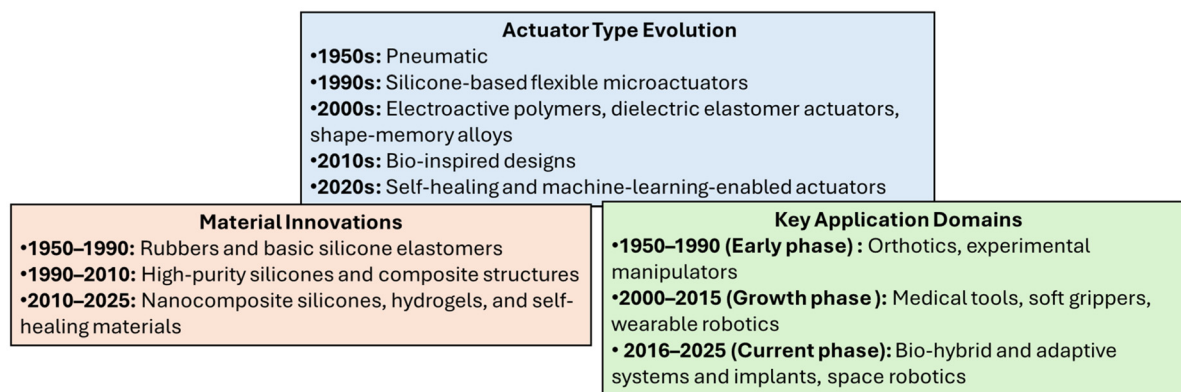 Actuator Type Evolution
•1950s: Pneumatic
•1990s: Silicone-based flexible microactuators
•2000s: Electroactive polymers, dielectric elastomer actuators,
shape-memory alloys
•2010s: Bio-inspired designs
•2020s: Self-healing and machine-learning-enabled actuators
Material Innovations
•1950–1990: Rubbers and basic silicone elastomers
•1990–2010: High-purity silicones and composite structures
•2010–2025: Nanocomposite silicones, hydrogels, and self-
healing materials
Key Application Domains
•1950–1990 (Early phase) : Orthotics, experimental
manipulators
•2000–2015 (Growth phase ): Medical tools, soft grippers,
wearable robotics
• 2016–2025 (Current phase): Bio-hybrid and adaptive
systems and implants, space robotics